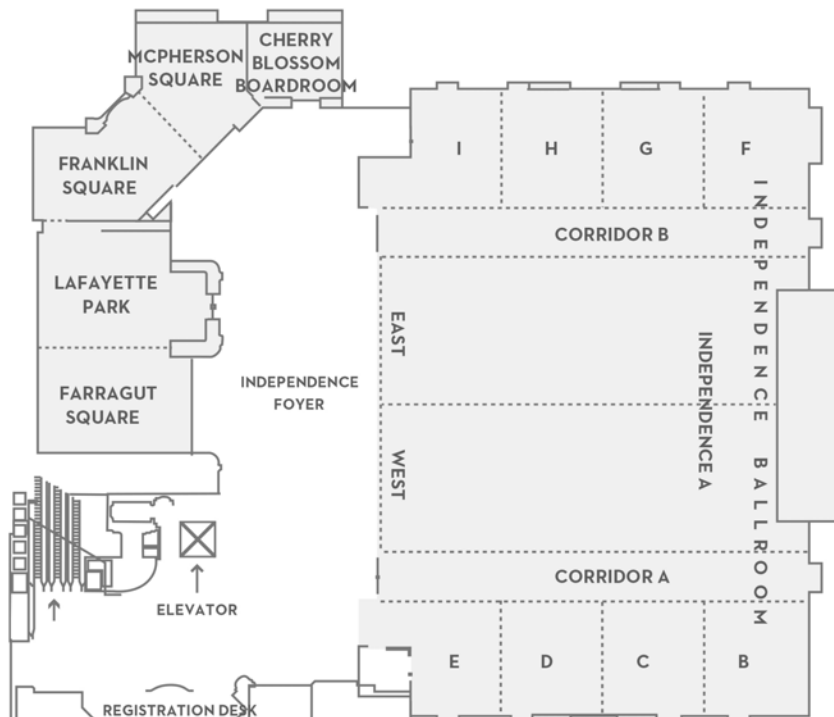 MCPHERSON
SQUARE
CHERRY
BLOSSOM
BOARDROOM
FRANKLIN
SQUARE
I
H
G
F
CORRIDOR B
LAFAYETTE
PARK
FARRAGUT
SQUARE
INDEPENDENCE
FOYER
EAST
WEST
INDEPENDENCE A
INDEPENDENCE BALLROOM
CORRIDOR A
ELEVATOR
E
D
C
B
REGISTRATION DESK